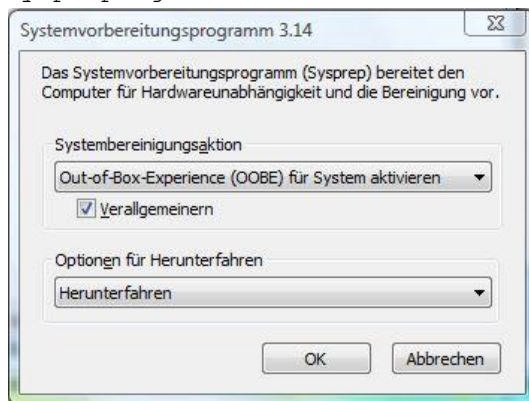 Systemvorbereitungsprogramm 3.14
Das Systemvorbereitungsprogramm (Sysprep) bereitet den
Computer für Hardwareunabhängigkeit und die Bereinigung vor.
Systembereinigungsaktion
Out-of-Box-Experience (OOBE) für System aktivieren
Verallgemeinern
Optionen für Herunterfahren
Herunterfahren
OK Abbrechen